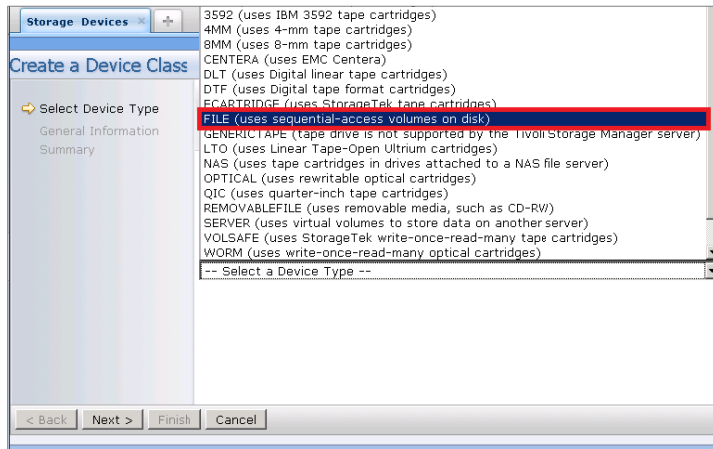 Storage Devices × +
Create a Device Class
Select Device Type
General Information
Summary
3592 (uses IBM 3592 tape cartridges)
4MM (uses 4-mm tape cartridges)
8MM (uses 8-mm tape cartridges)
CENTERA (uses EMC Centera)
DLT (uses Digital linear tape cartridges)
DTF (uses Digital tape format cartridges)
ECARTRIDGE (uses StorageTek tape cartridges)
FILE (uses sequential-access volumes on disk)
GENERICTAPE (tape drive is not supported by the Tivoli Storage Manager server)
LTO (uses Linear Tape-Open Ultrium cartridges)
NAS (uses tape cartridges in drives attached to a NAS file server)
OPTICAL (uses rewritable optical cartridges)
QIC (uses quarter-inch tape cartridges)
REMOVABLEFILE (uses removable media, such as CD-RW)
SERVER (uses virtual volumes to store data on another server)
VOLSAFE (uses StorageTek write-once-read-many tape cartridges)
WORM (uses write-once-read-many optical cartridges)
-- Select a Device Type --
< Back Next > Finish Cancel